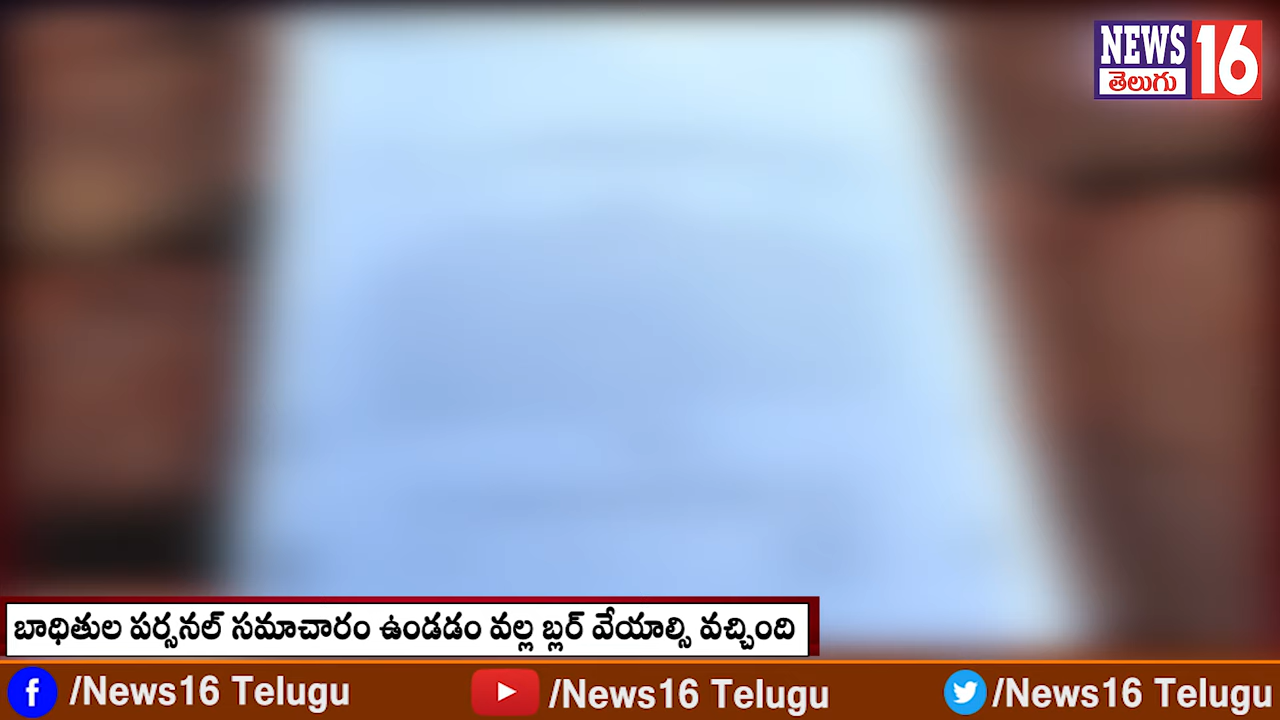 NEWS 16
తెలుగు
బాధితుల పర్సనల్ సమాచారం ఉండడం వల్ల బ్లర్ వేయాల్సి వచ్చింది
/News16 Telugu /News16 Telugu /News16 Telugu